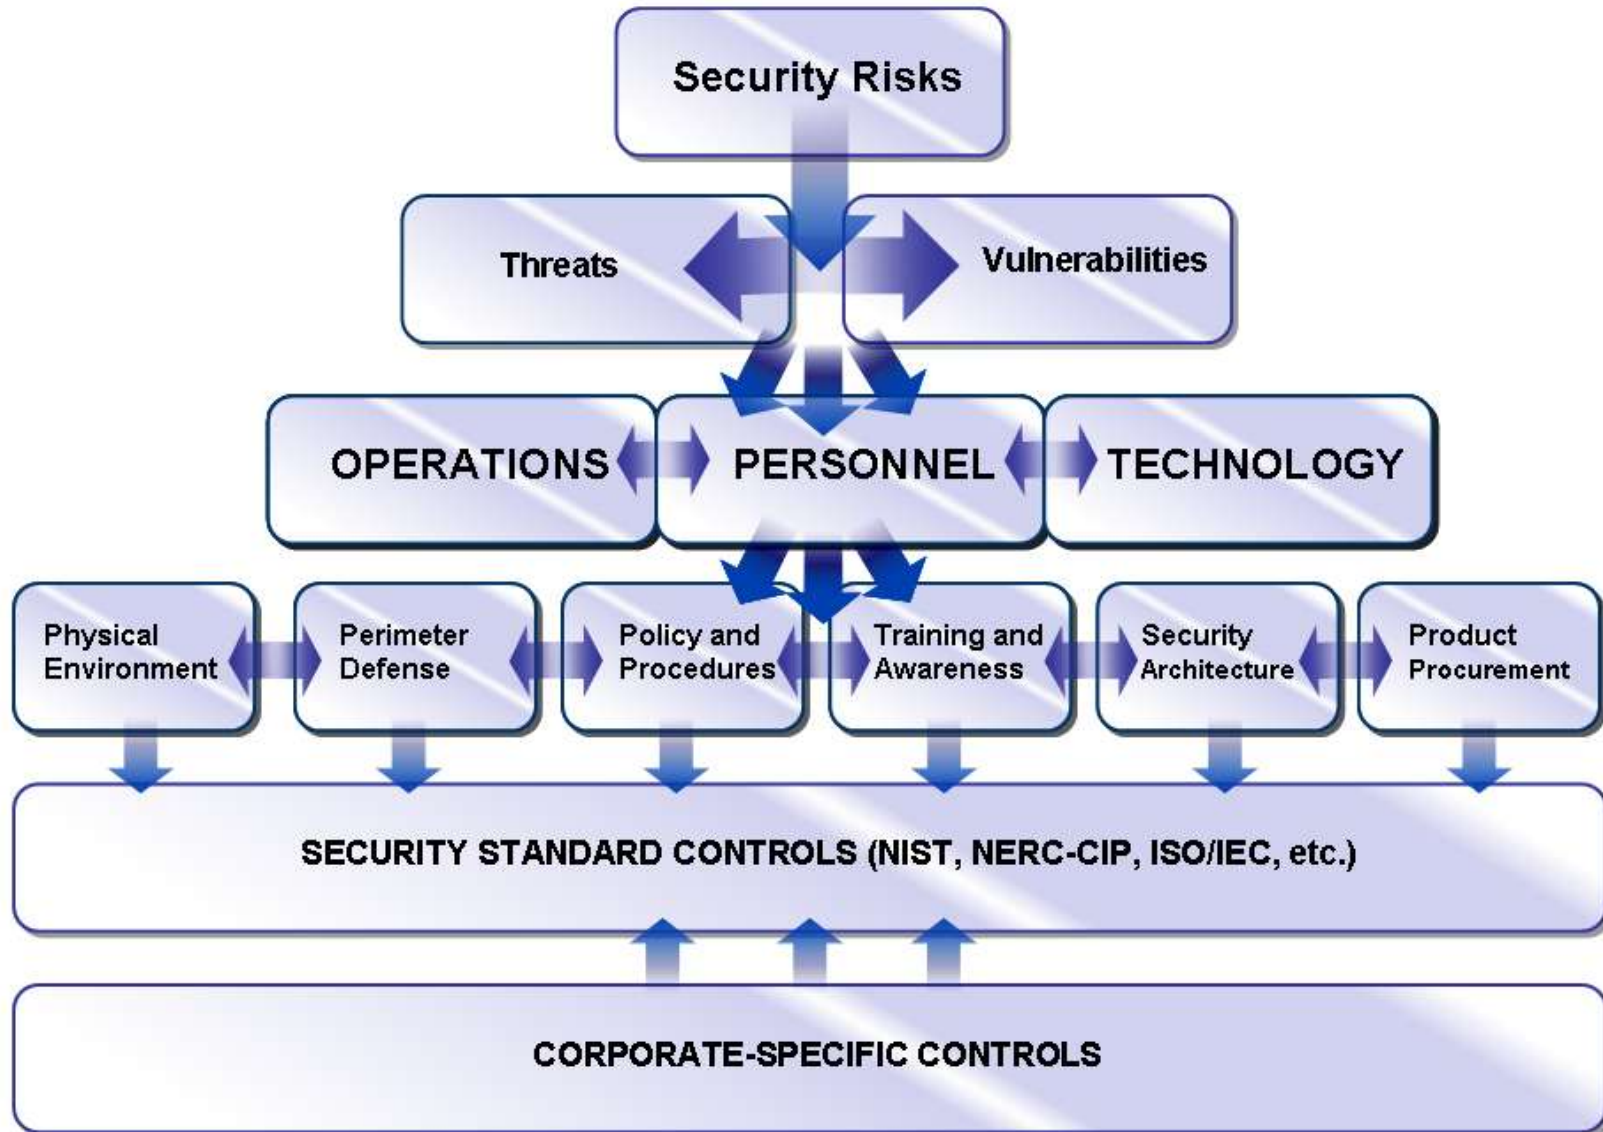 Security Risks
Threats
Vulnerabilities
OPERATIONS
PERSONNEL
TECHNOLOGY
Physical
Environment
Perimeter
Defense
Policy and
Procedures
Training and
Awareness
Security
Architecture
Product
Procurement
SECURITY STANDARD CONTROLS (NIST, NERC-CIP, ISO/IEC, etc.)
CORPORATE-SPECIFIC CONTROLS